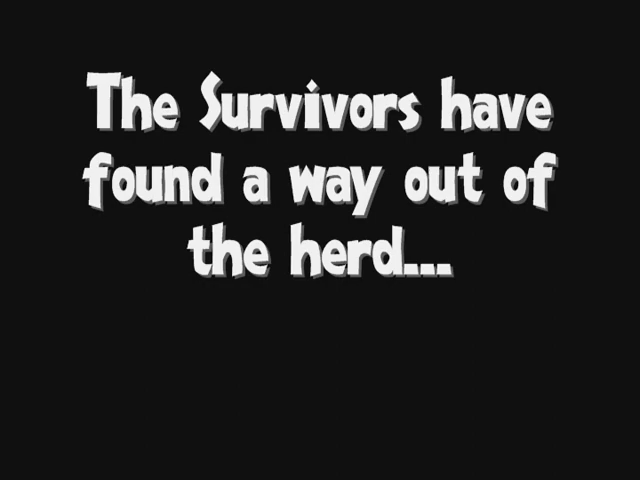 The Survivors have
found a way out of
the herd...